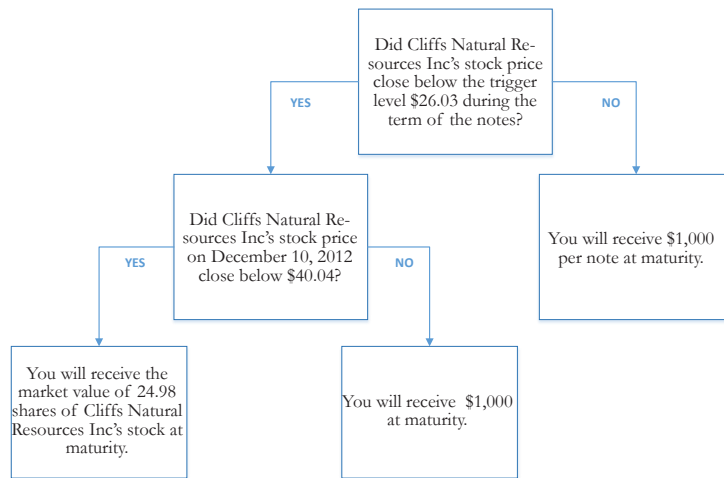 Did Cliffs Natural Re-
sources Inc's stock price
close below the trigger
level $26.03 during the
term of the notes?
YES
NO
Did Cliffs Natural Re-
sources Inc's stock price
on December 10, 2012
close below $40.04?
You will receive $1,000
per note at maturity.
YES
NO
You will receive the
market value of 24.98
shares of Cliffs Natural
Resources Inc's stock at
maturity.
You will receive $1,000
at maturity.